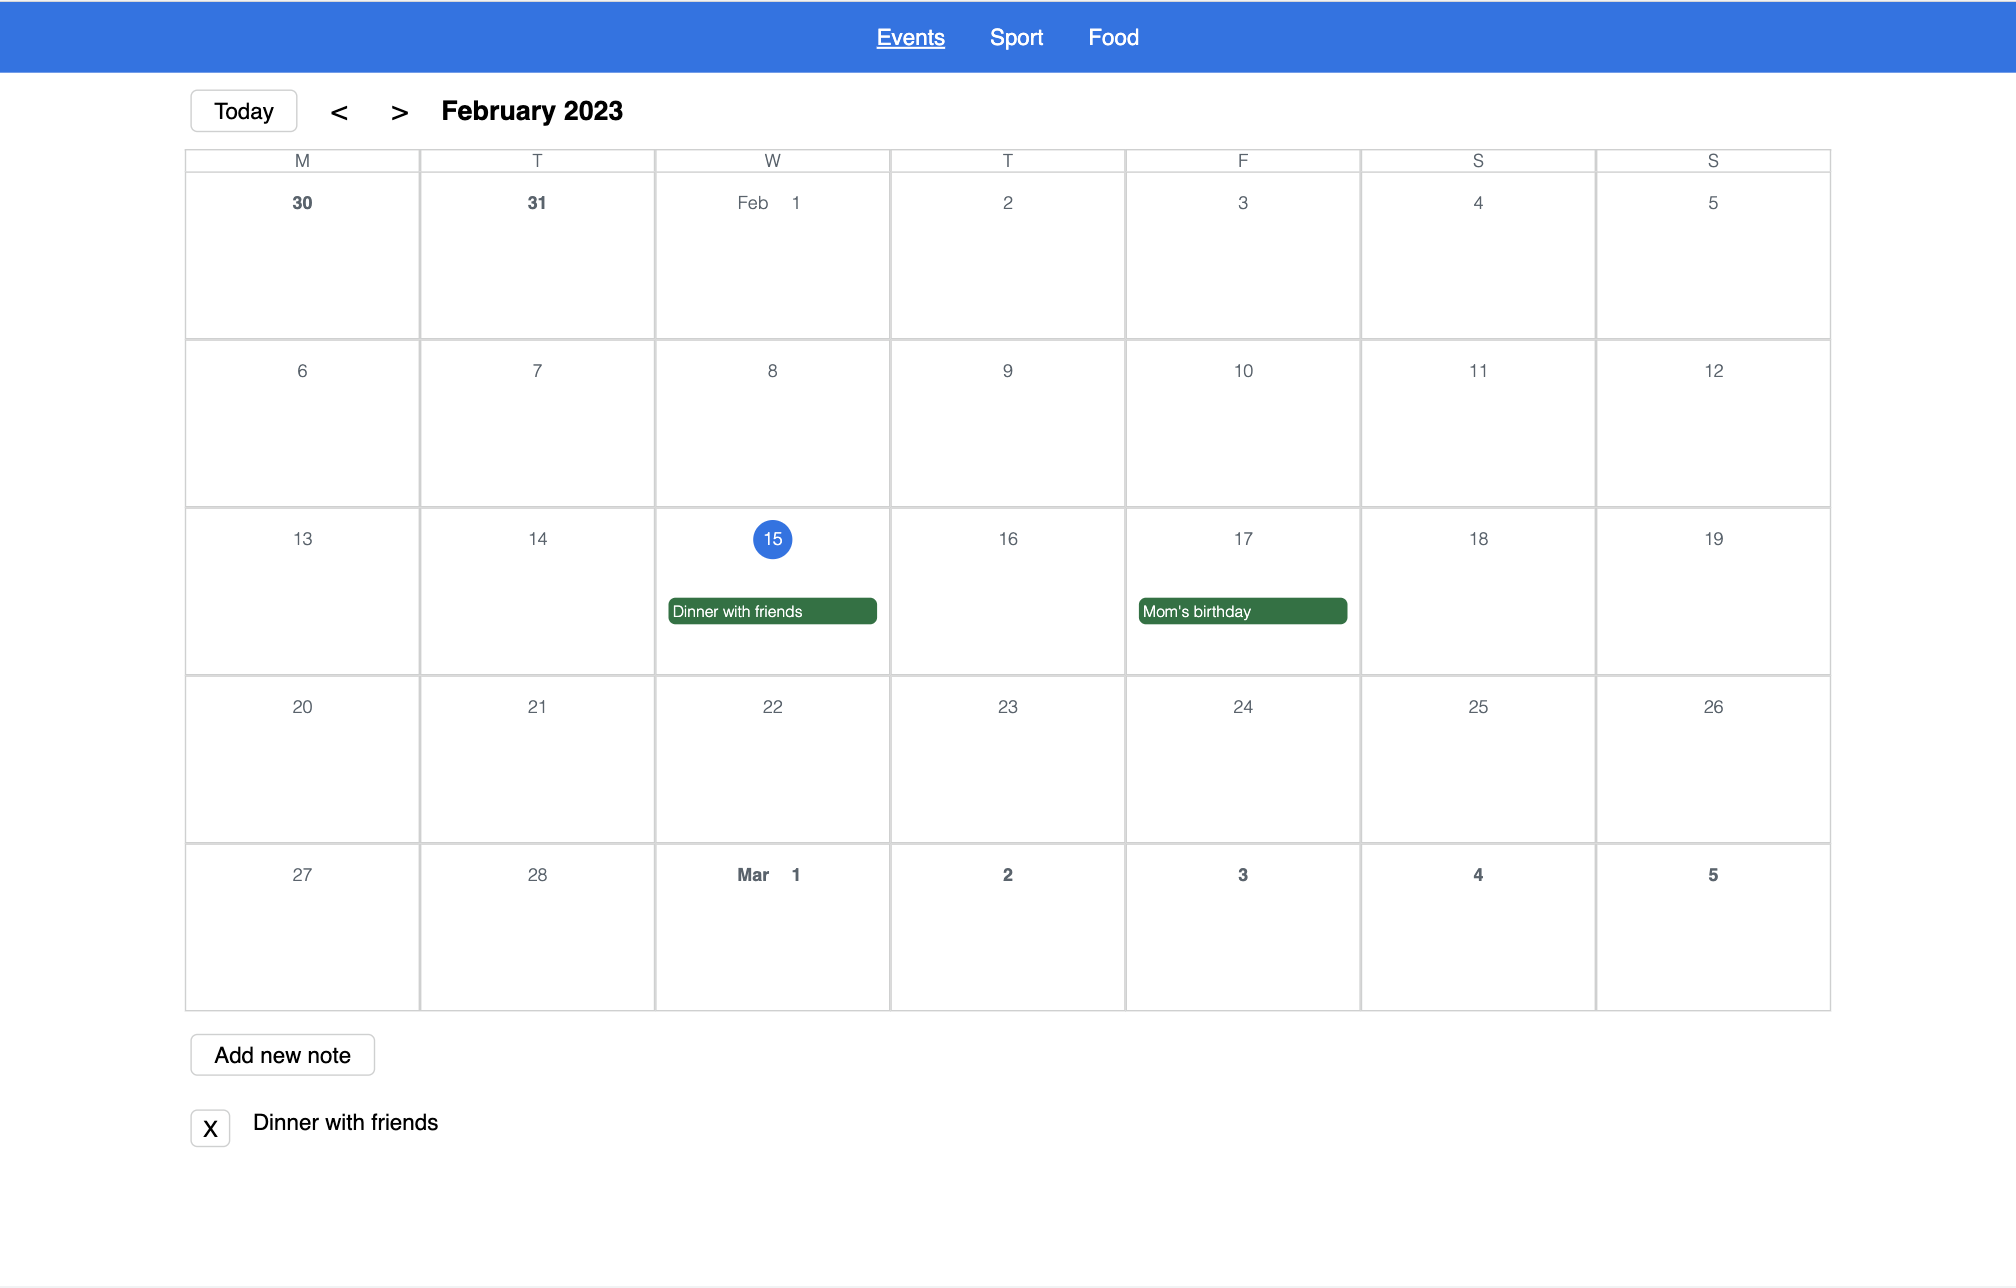 Events Sport Food
Today < > February 2023
M T W T F S S
30 31 Feb 1 2 3 4 5
6 7 8 9 10 11 12
13 14 15 16 17 18 19
Dinner with friends Mom's birthday
20 21 22 23 24 25 26
27 28 Mar 1 2 3 4 5
Add new note
X Dinner with friends